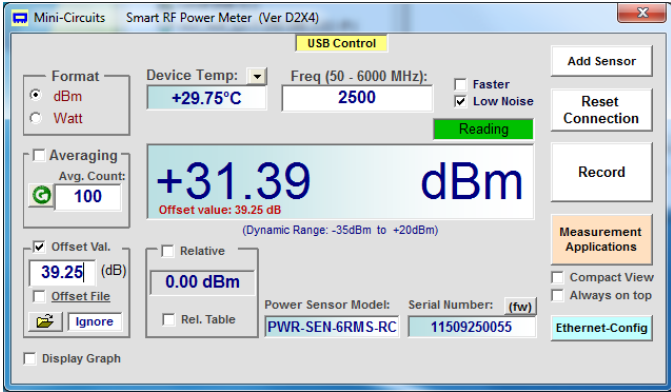 Mini-Circuits Smart RF Power Meter (Ver D2X4)
USB Control
Format
dBm
Watt
Device Temp:
+29.75°C
Freq (50 - 6000 MHz):
2500
Faster
Low Noise
Reading
Add Sensor
Reset
Connection
Averaging
Avg. Count:
100
+31.39 dBm
Offset value: 39.25 dB
(Dynamic Range: -35dBm to +20dBm)
Record
Offset Val.
39.25 (dB)
Offset File
Ignore
Relative
0.00 dBm
Rel. Table
Measurement
Applications
Compact View
Always on top
Power Sensor Model:
PWR-SEN-6RMS-RC
Serial Number: (fw)
11509250055
Ethernet-Config
Display Graph